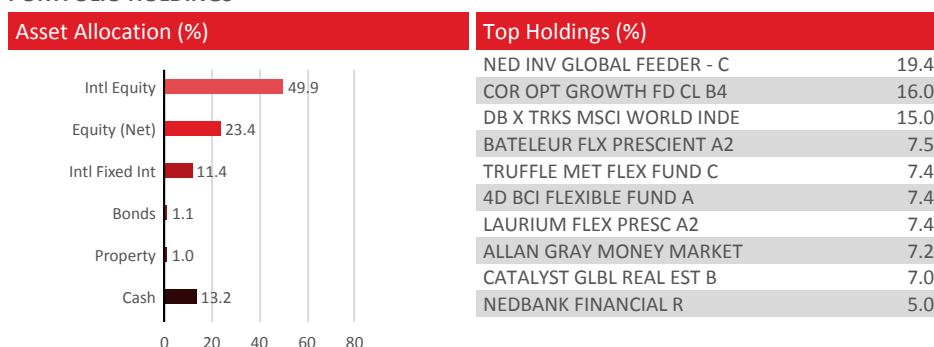 Asset Allocation (%)
Intl Equity 49.9
Equity (Net) 23.4
Intl Fixed Int 11.4
Bonds 1.1
Property 1.0
Cash 13.2
0 20 40 60 80
Top Holdings (%)
NED INV GLOBAL FEEDER - C 19.4
COR OPT GROWTH FD CL B4 16.0
DB X TRKS MSCI WORLD INDE 15.0
BATELEUR FLX PRESCIENT A2 7.5
TRUFFLE MET FLEX FUND C 7.4
4D BCI FLEXIBLE FUND A 7.4
LAURIUM FLEX PRESC A2 7.4
ALLAN GRAY MONEY MARKET 7.2
CATALYST GLBL REAL EST B 7.0
NEDBANK FINANCIAL R 5.0